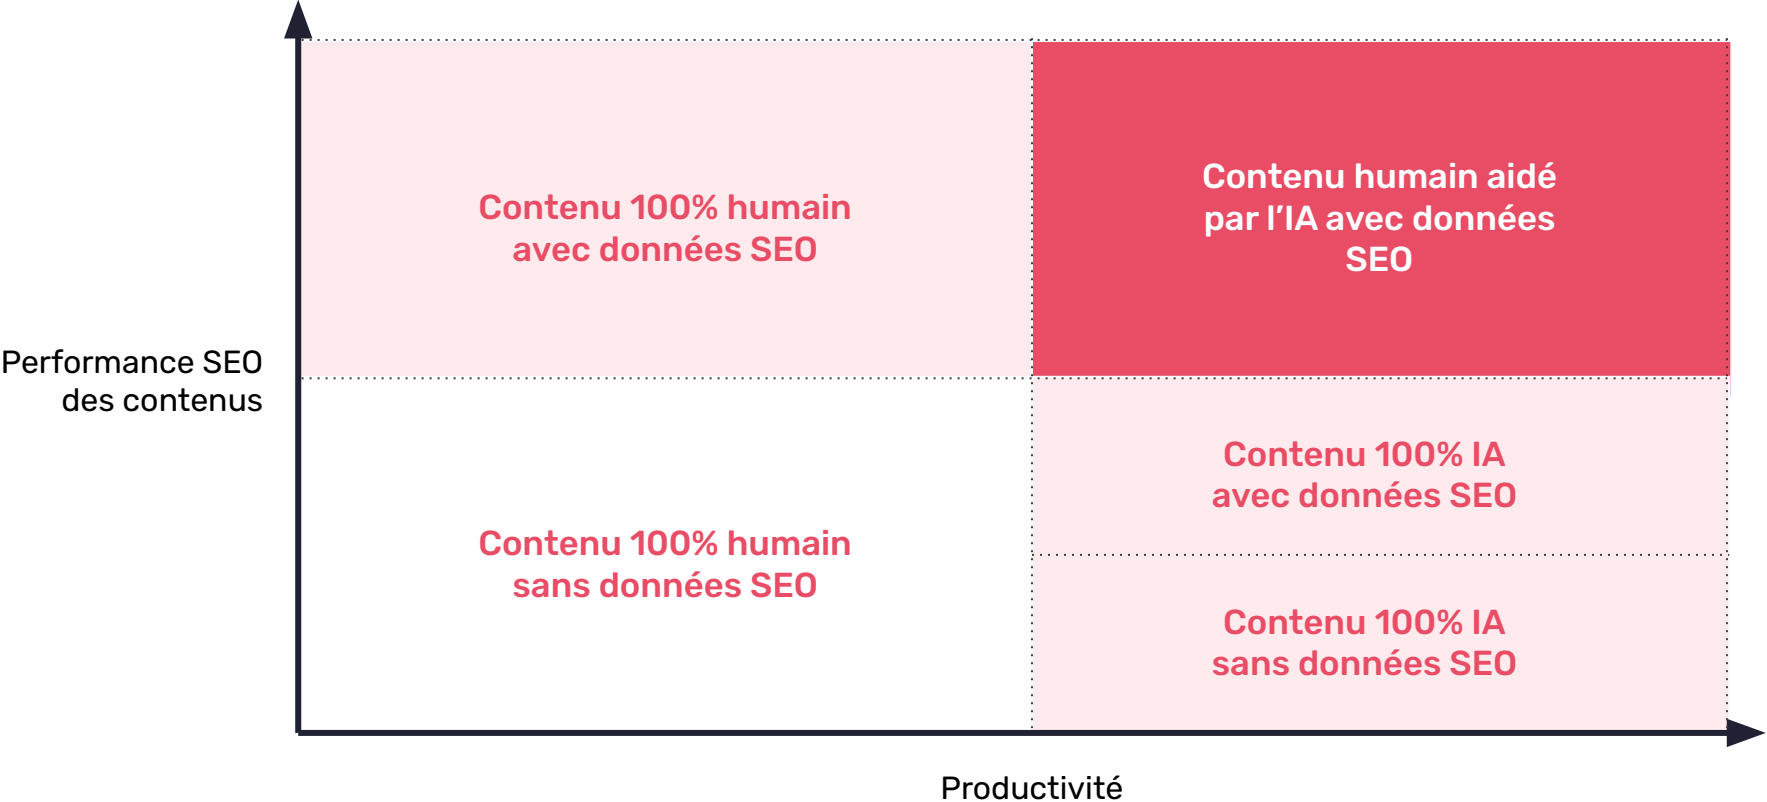 Contenu 100% humain
avec données SEO
Contenu humain aidé
par l’IA avec données
SEO
Performance SEO
des contenus
Contenu 100% humain
sans données SEO
Contenu 100% IA
avec données SEO
Contenu 100% IA
sans données SEO
Productivité